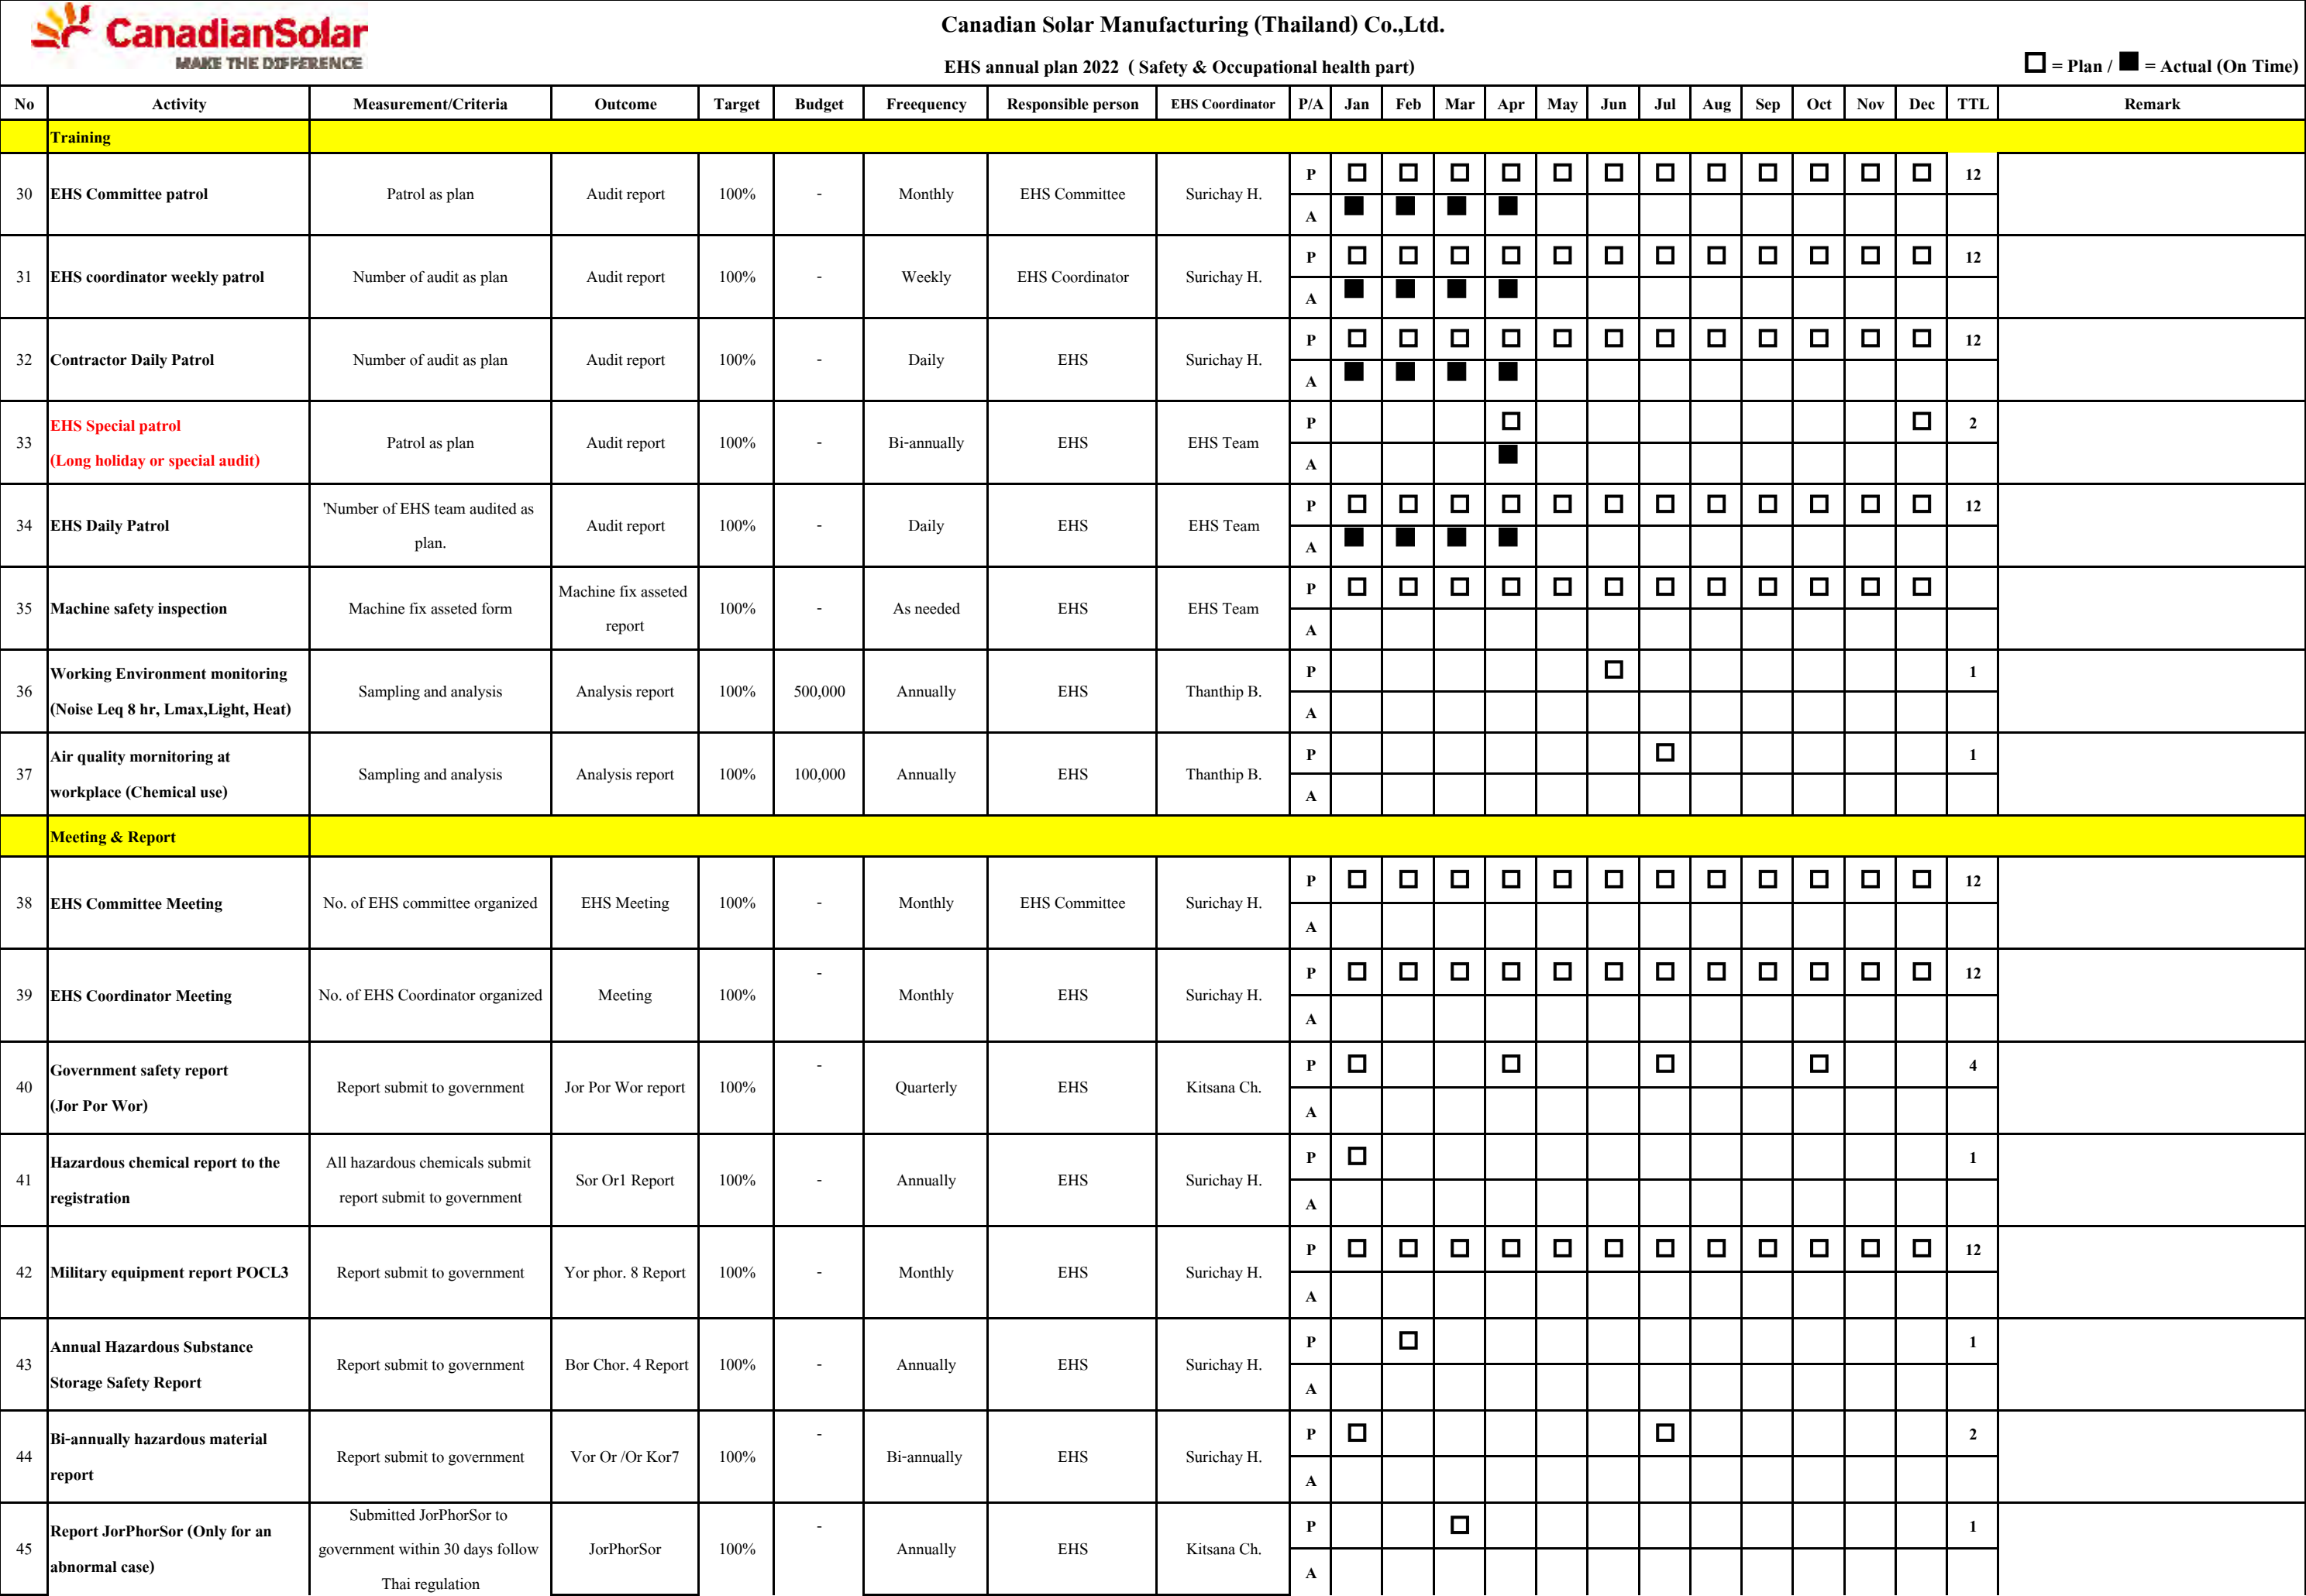 CanadianSolar
MAKE THE DIFFERENCE
Canadian Solar Manufacturing (Thailand) Co.,Ltd.
EHS annual plan 2022 ( Safety & Occupational health part)
☐ = Plan / ■ = Actual (On Time)
No Activity Measurement/Criteria Outcome Target Budget Freequency Responsible person EHS Coordinator P/A Jan Feb Mar Apr May Jun Jul Aug Sep Oct Nov Dec TTL Remark
Training
30 EHS Committee patrol Patrol as plan Audit report 100% - Monthly EHS Committee Surichay H. P ☐ ☐ ☐ ☐ ☐ ☐ ☐ ☐ ☐ ☐ ☐ ☐ 12
A ■ ■ ■ ■
31 EHS coordinator weekly patrol Number of audit as plan Audit report 100% - Weekly EHS Coordinator Surichay H. P ☐ ☐ ☐ ☐ ☐ ☐ ☐ ☐ ☐ ☐ ☐ ☐ 12
A ■ ■ ■ ■
32 Contractor Daily Patrol Number of audit as plan Audit report 100% - Daily EHS Surichay H. P ☐ ☐ ☐ ☐ ☐ ☐ ☐ ☐ ☐ ☐ ☐ ☐ 12
A ■ ■ ■ ■
33 EHS Special patrol
(Long holiday or special audit) Patrol as plan Audit report 100% - Bi-annually EHS EHS Team P ☐ ☐ 2
A ■
34 EHS Daily Patrol 'Number of EHS team audited as
plan. Audit report 100% - Daily EHS EHS Team P ☐ ☐ ☐ ☐ ☐ ☐ ☐ ☐ ☐ ☐ ☐ ☐ 12
A ■ ■ ■ ■
35 Machine safety inspection Machine fix asseted form Machine fix asseted
report 100% - As needed EHS EHS Team P ☐ ☐ ☐ ☐ ☐ ☐ ☐ ☐ ☐ ☐ ☐ ☐
A
36 Working Environment monitoring
(Noise Leq 8 hr, Lmax,Light, Heat) Sampling and analysis Analysis report 100% 500,000 Annually EHS Thanthip B. P ☐ 1
A
37 Air quality mornitoring at
workplace (Chemical use) Sampling and analysis Analysis report 100% 100,000 Annually EHS Thanthip B. P ☐ 1
A
Meeting & Report
38 EHS Committee Meeting No. of EHS committee organized EHS Meeting 100% - Monthly EHS Committee Surichay H. P ☐ ☐ ☐ ☐ ☐ ☐ ☐ ☐ ☐ ☐ ☐ ☐ 12
A
39 EHS Coordinator Meeting No. of EHS Coordinator organized Meeting 100% - Monthly EHS Surichay H. P ☐ ☐ ☐ ☐ ☐ ☐ ☐ ☐ ☐ ☐ ☐ ☐ 12
A
40 Government safety report
(Jor Por Wor) Report submit to government Jor Por Wor report 100% - Quarterly EHS Kitsana Ch. P ☐ ☐ ☐ ☐ 4
A
41 Hazardous chemical report to the
registration All hazardous chemicals submit
report submit to government Sor Or1 Report 100% - Annually EHS Surichay H. P ☐ 1
A
42 Military equipment report POCL3 Report submit to government Yor phor. 8 Report 100% - Monthly EHS Surichay H. P ☐ ☐ ☐ ☐ ☐ ☐ ☐ ☐ ☐ ☐ ☐ ☐ 12
A
43 Annual Hazardous Substance
Storage Safety Report Report submit to government Bor Chor. 4 Report 100% - Annually EHS Surichay H. P ☐ 1
A
44 Bi-annually hazardous material
report Report submit to government Vor Or /Or Kor7 100% - Bi-annually EHS Surichay H. P ☐ ☐ 2
A
45 Report JorPhorSor (Only for an
abnormal case) Submitted JorPhorSor to
government within 30 days follow
Thai regulation JorPhorSor 100% - Annually EHS Kitsana Ch. P ☐ 1
A